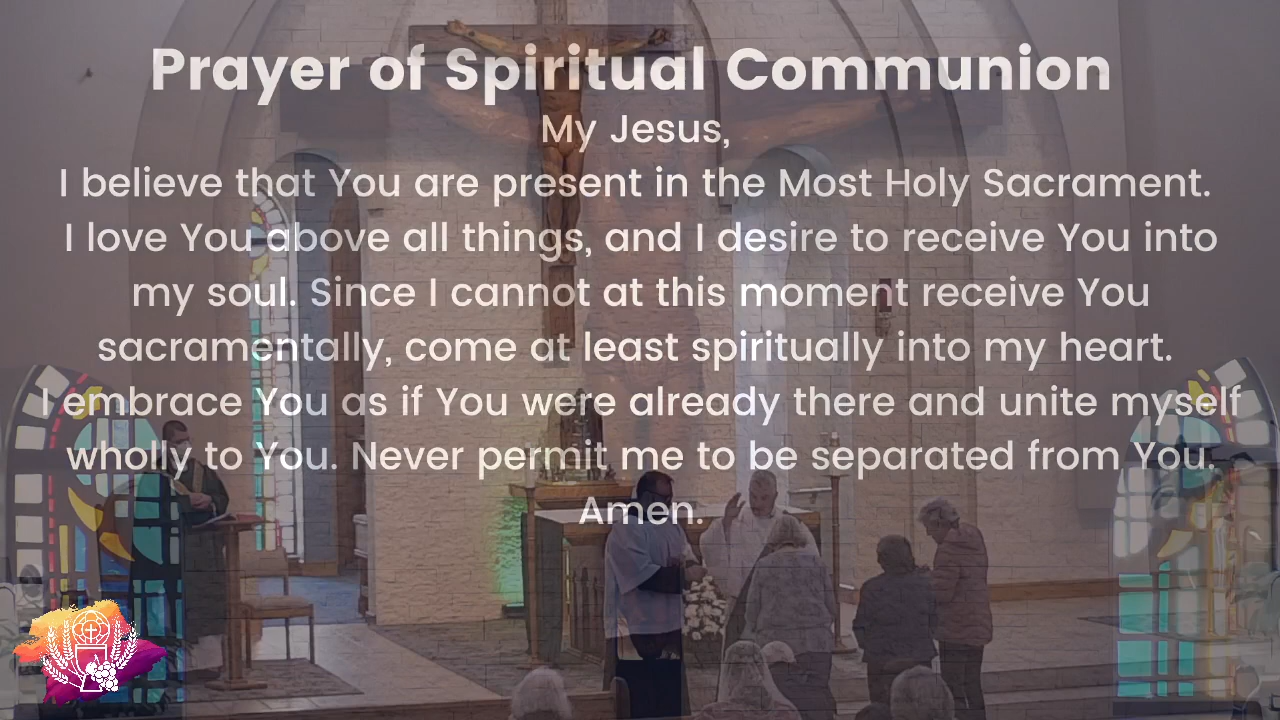 Prayer of Spiritual Communion
My Jesus,
I believe that You are present in the Most Holy Sacrament.
I love You above all things, and I desire to receive You into
my soul. Since I cannot at this moment receive You
sacramentally, come at least spiritually into my heart.
I embrace You as if You were already there and unite myself
wholly to You. Never permit me to be separated from You.
Amen.